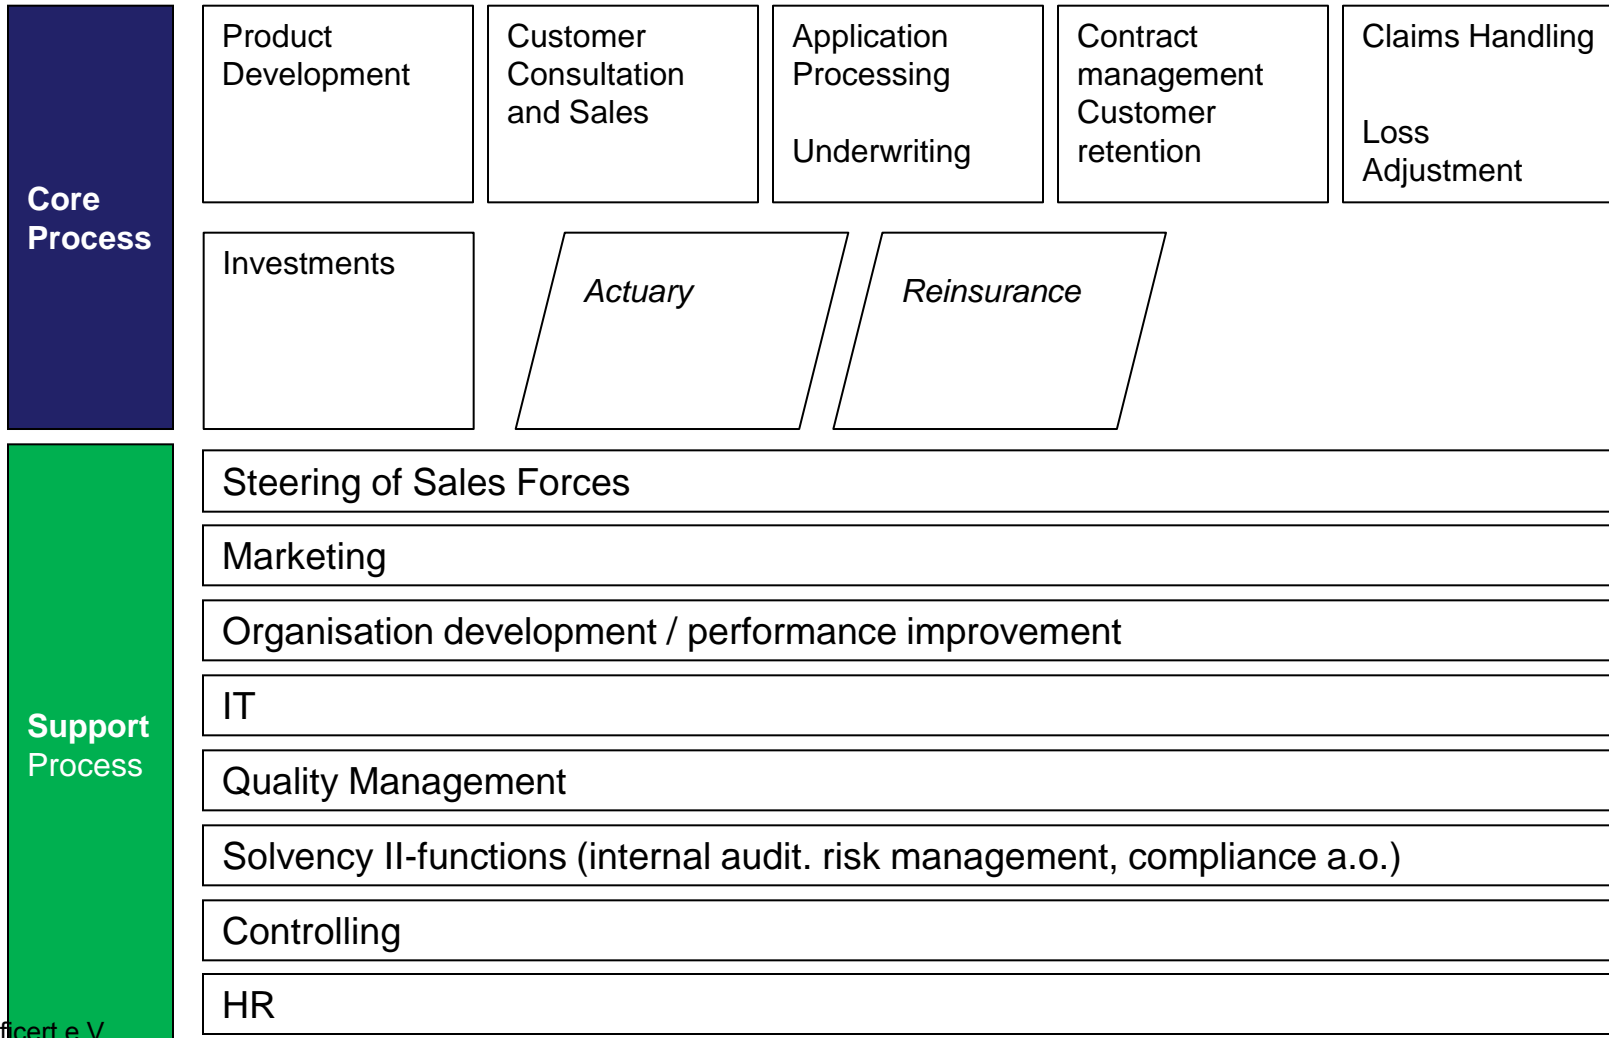 Core
Process
Product
Development
Customer
Consultation
and Sales
Application
Processing
Underwriting
Contract
management
Customer
retention
Claims Handling
Loss
Adjustment
Investments
Actuary
Reinsurance
Support
Process
Steering of Sales Forces
Marketing
Organisation development / performance improvement
IT
Quality Management
Solvency II-functions (internal audit. risk management, compliance a.o.)
Controlling
HR
ficert e.V.